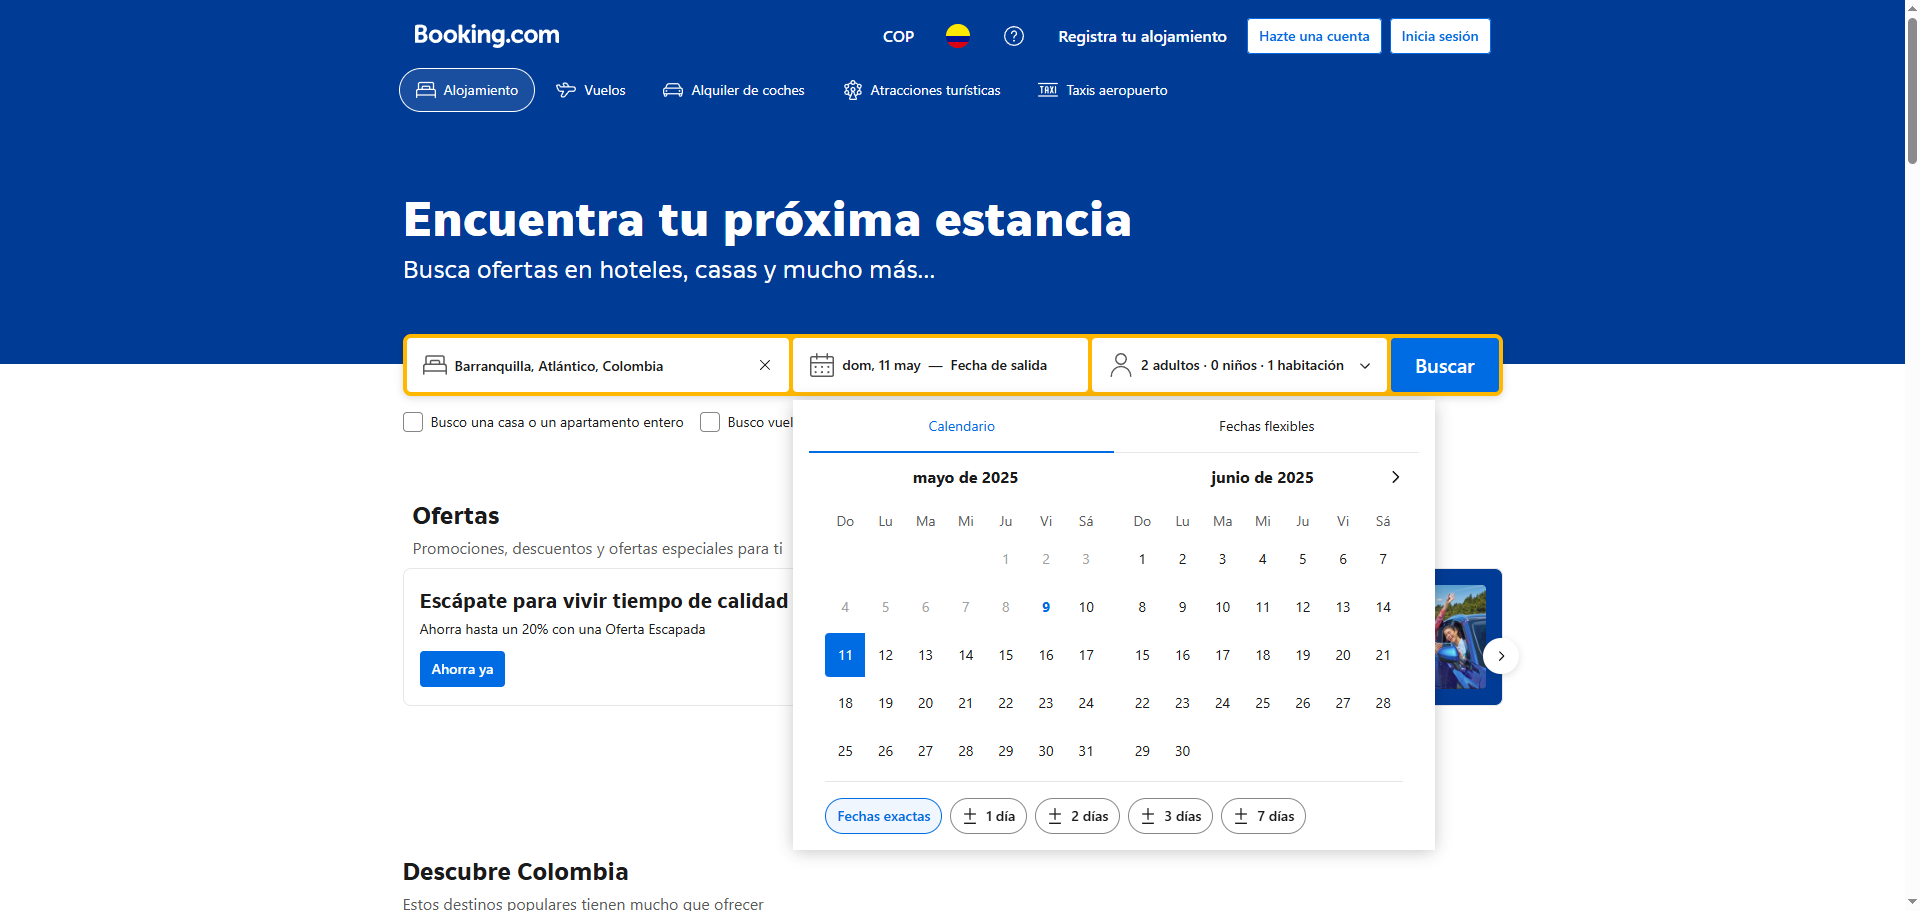 Booking.com
COP
Registra tu alojamiento
Hazte una cuenta
Inicia sesión
Alojamiento
Vuelos
Alquiler de coches
Atracciones turísticas
TAXI Taxis aeropuerto
Encuentra tu próxima estancia
Busca ofertas en hoteles, casas y mucho más...
Barranquilla, Atlántico, Colombia
dom, 11 may — Fecha de salida
2 adultos · 0 niños · 1 habitación
Buscar
Busco una casa o un apartamento entero
Busco vuel
Calendario
Fechas flexibles
mayo de 2025
Do Lu Ma Mi Ju Vi Sá
1 2 3
4 5 6 7 8 9 10
11 12 13 14 15 16 17
18 19 20 21 22 23 24
25 26 27 28 29 30 31
junio de 2025
Do Lu Ma Mi Ju Vi Sá
1 2 3 4 5 6 7
8 9 10 11 12 13 14
15 16 17 18 19 20 21
22 23 24 25 26 27 28
29 30
Fechas exactas
± 1 día
± 2 días
± 3 días
± 7 días
Ofertas
Promociones, descuentos y ofertas especiales para ti
Escápate para vivir tiempo de calidad
Ahorra hasta un 20% con una Oferta Escapada
Ahorra ya
Descubre Colombia
Estos destinos populares tienen mucho que ofrecer